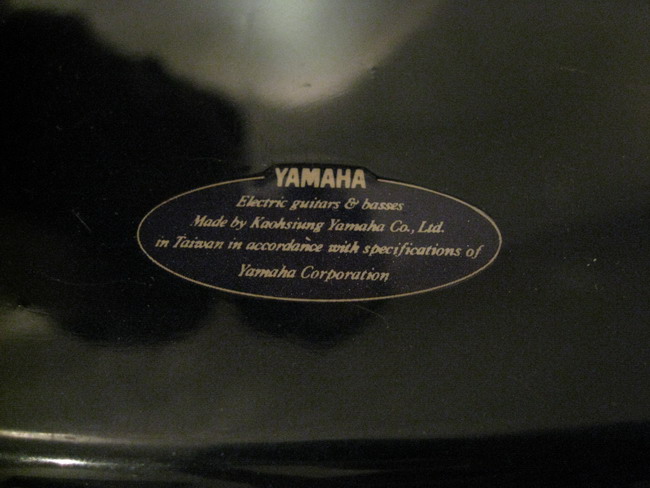 YAMAHA
Electric guitars & basses
Made by Kaohsiung Yamaha Co., Ltd.
in Taiwan in accordance with specifications of
Yamaha Corporation